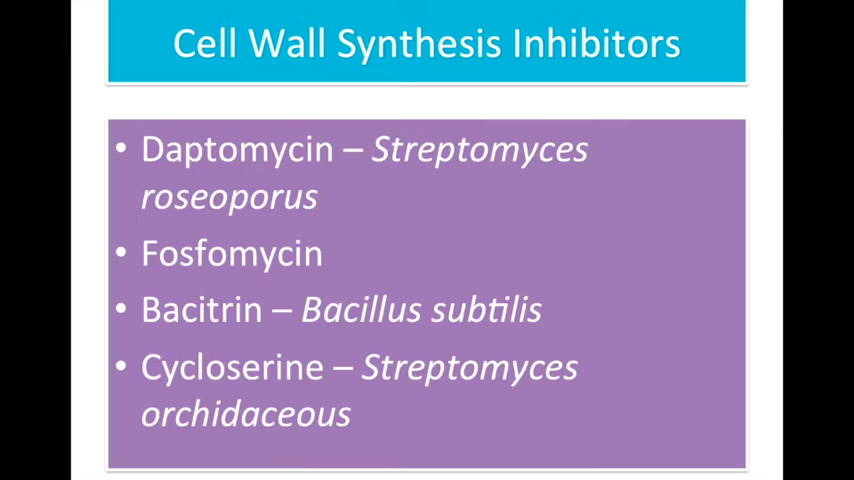 Cell Wall Synthesis Inhibitors
• Daptomycin – Streptomyces
roseoporus
• Fosfomycin
• Bacitrin – Bacillus subtilis
• Cycloserine – Streptomyces
orchidaceous